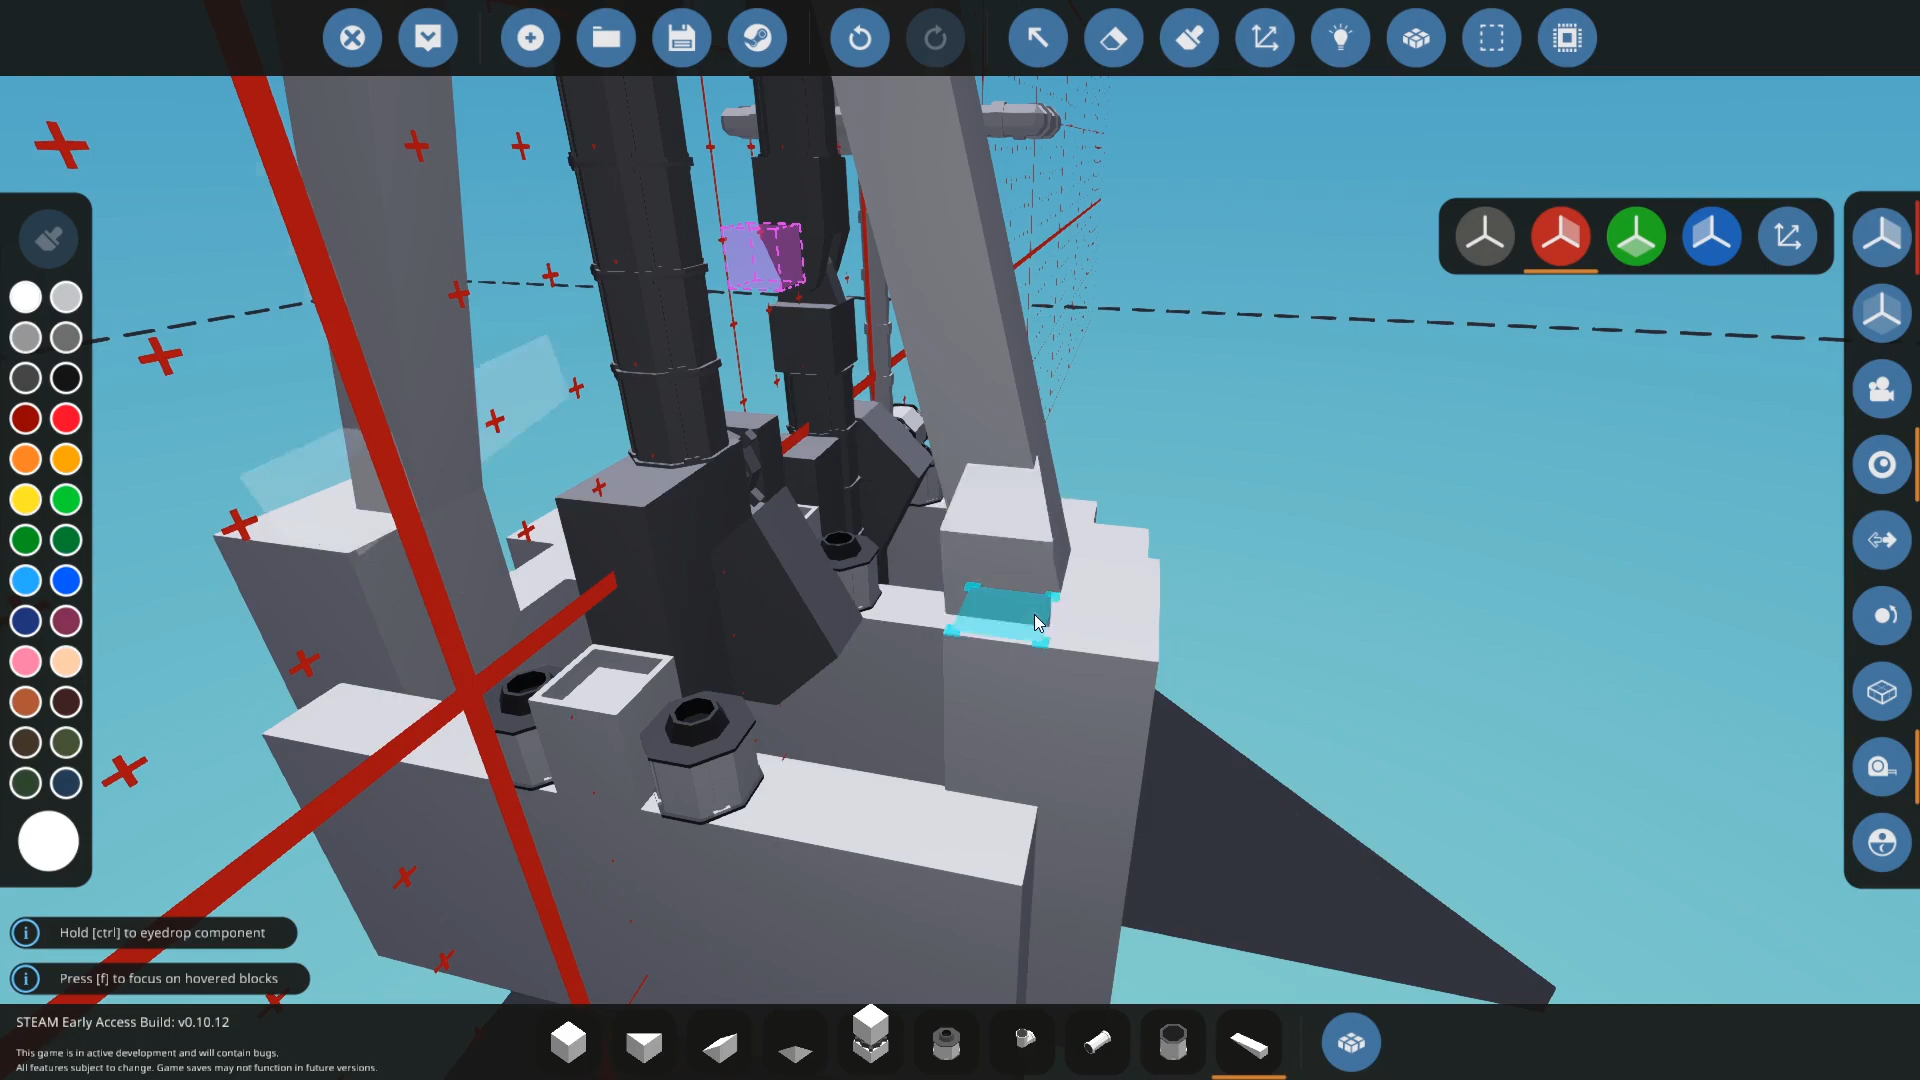 Hold [ctrl] to eyedrop component
Press [f] to focus on hovered blocks
STEAM Early Access Build: v0.10.12
This game is in active development and will contain bugs.
All features subject to change. Game saves may not function in future versions.